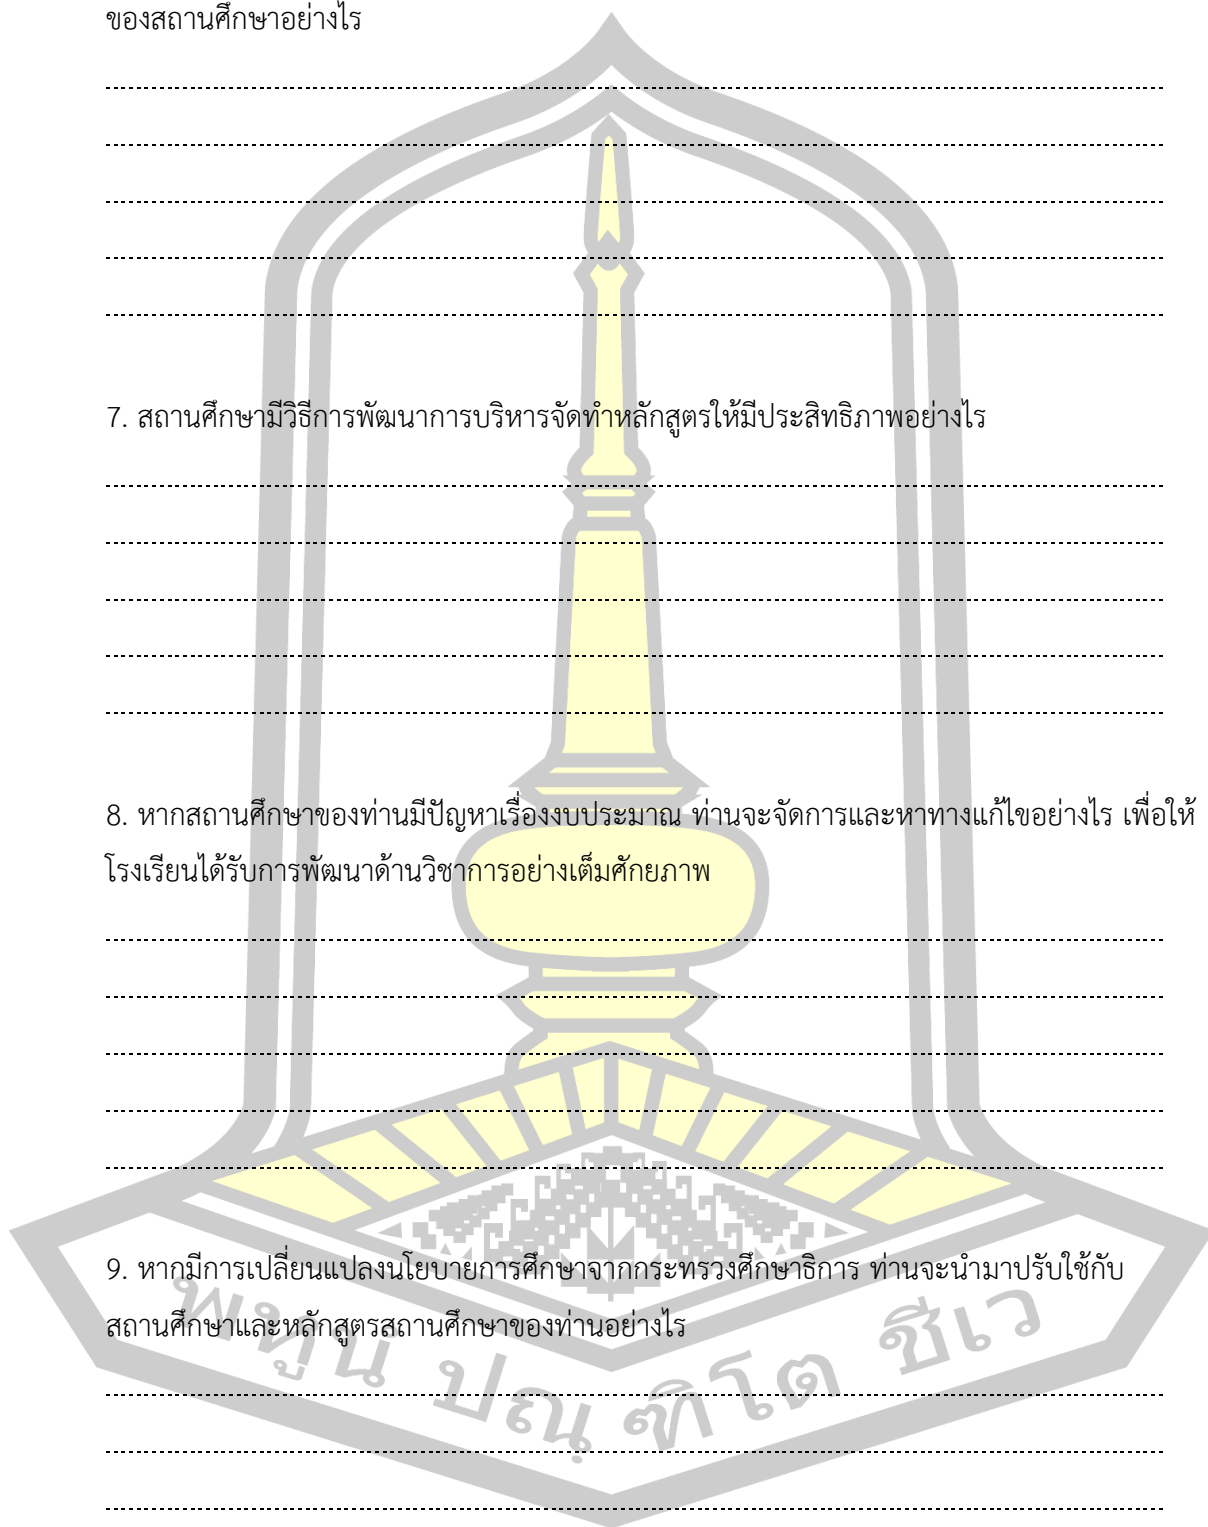 ของสถานศึกษาอย่างไร
7. สถานศึกษามีวิธีการพัฒนาการบริหารจัดทำหลักสูตรให้มีประสิทธิภาพอย่างไร
8. หากสถานศึกษาของท่านมีปัญหาเรื่องงบประมาณ ท่านจะจัดการและหาทางแก้ไขอย่างไร เพื่อให้
โรงเรียนได้รับการพัฒนาด้านวิชาการอย่างเต็มศักยภาพ
9. หากมีการเปลี่ยนแปลงนโยบายการศึกษาจากกระทรวงศึกษาธิการ ท่านจะนำมาปรับใช้กับ
สถานศึกษาและหลักสูตรสถานศึกษาของท่านอย่างไร
พหูน ปณฺฑิโต ชีเว